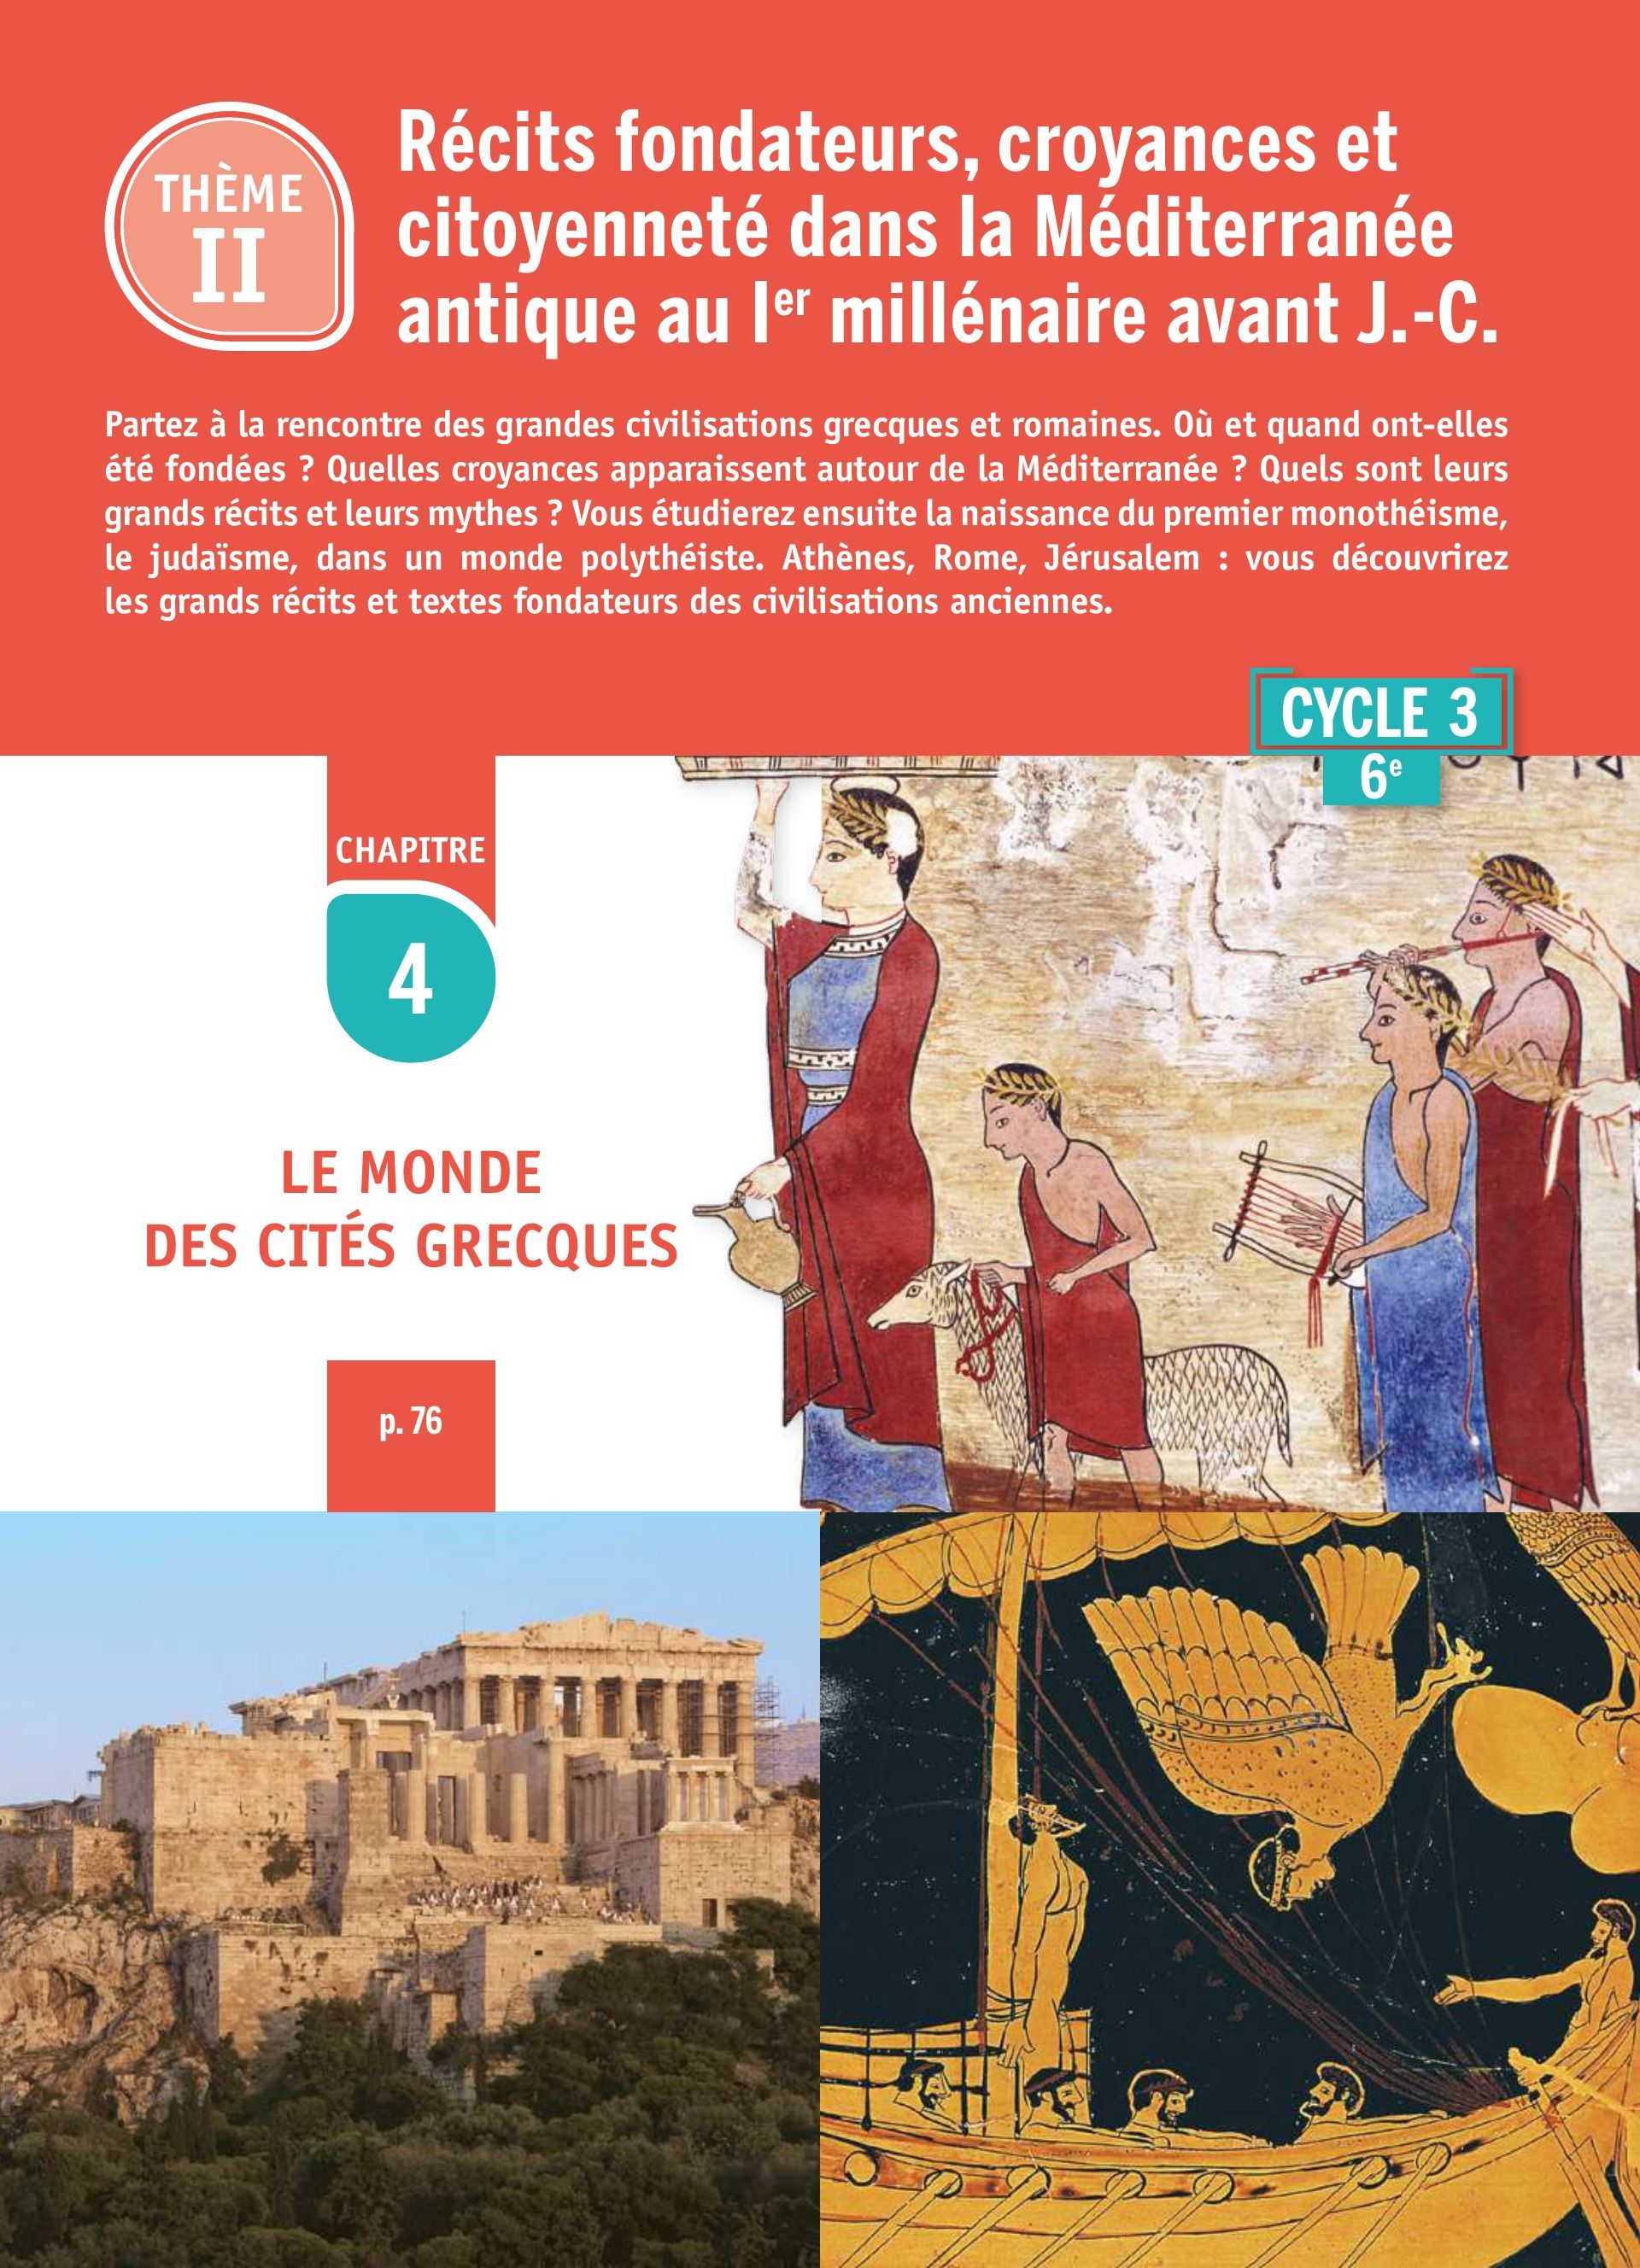 THÈME
II
Récits fondateurs, croyances et
citoyenneté dans la Méditerranée
antique au Ier millénaire avant J.-C.
Partez à la rencontre des grandes civilisations grecques et romaines. Où et quand ont-elles
été fondées ? Quelles croyances apparaissent autour de la Méditerranée ? Quels sont leurs
grands récits et leurs mythes ? Vous étudierez ensuite la naissance du premier monothéisme,
le judaïsme, dans un monde polythéiste. Athènes, Rome, Jérusalem : vous découvrirez
les grands récits et textes fondateurs des civilisations anciennes.
CYCLE 3
6e
CHAPITRE
4
LE MONDE
DES CITÉS GRECQUES
p. 76